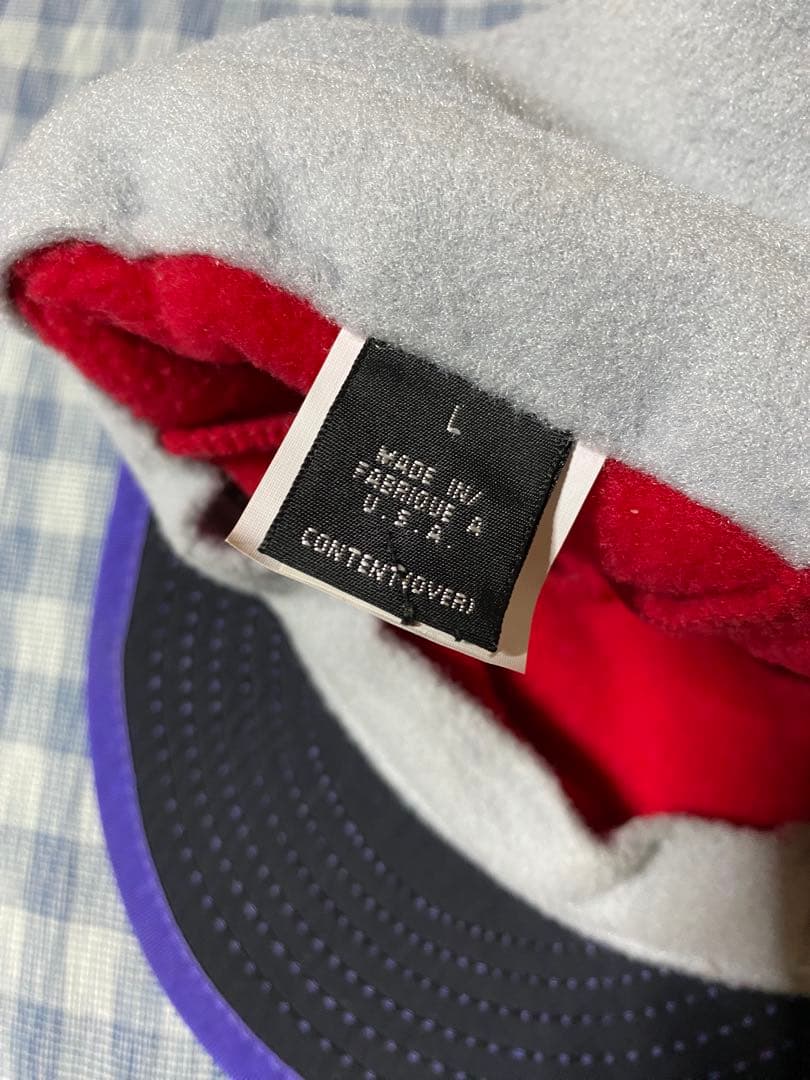 L
MADE IN/
FABRIQUE A
U.S.A.
CONTENT(OVER)